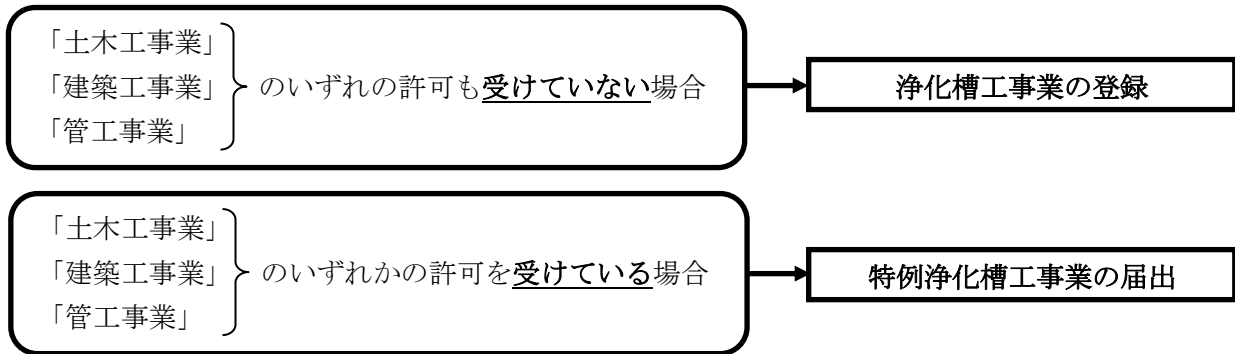 「土木工事業」
「建築工事業」のいずれの許可も受けていない場合
「管工事業」
浄化槽工事業の登録
「土木工事業」
「建築工事業」のいずれかの許可を受けている場合
「管工事業」
特例浄化槽工事業の届出